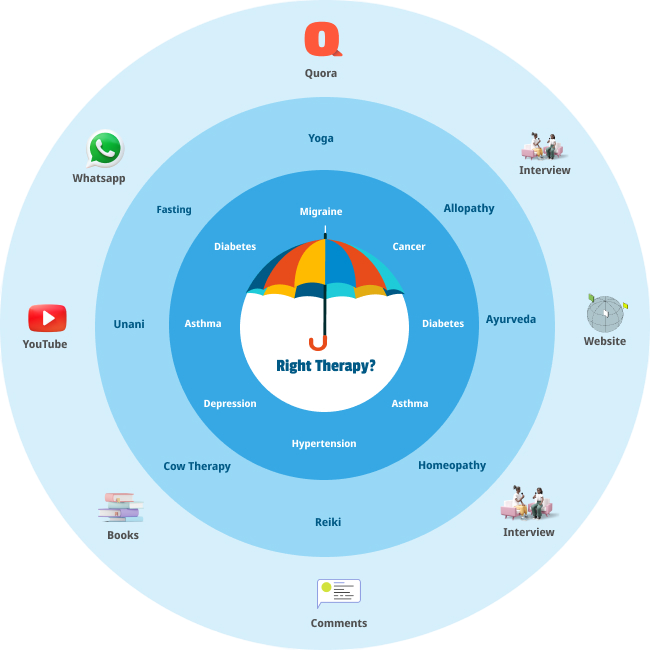 Quora
Whatsapp
Interview
Yoga
Fasting
Allopathy
Migraine
Diabetes
Cancer
YouTube
Unani
Asthma
Diabetes
Ayurveda
Website
Right Therapy?
Depression
Asthma
Hypertension
Cow Therapy
Homeopathy
Reiki
Books
Interview
Comments